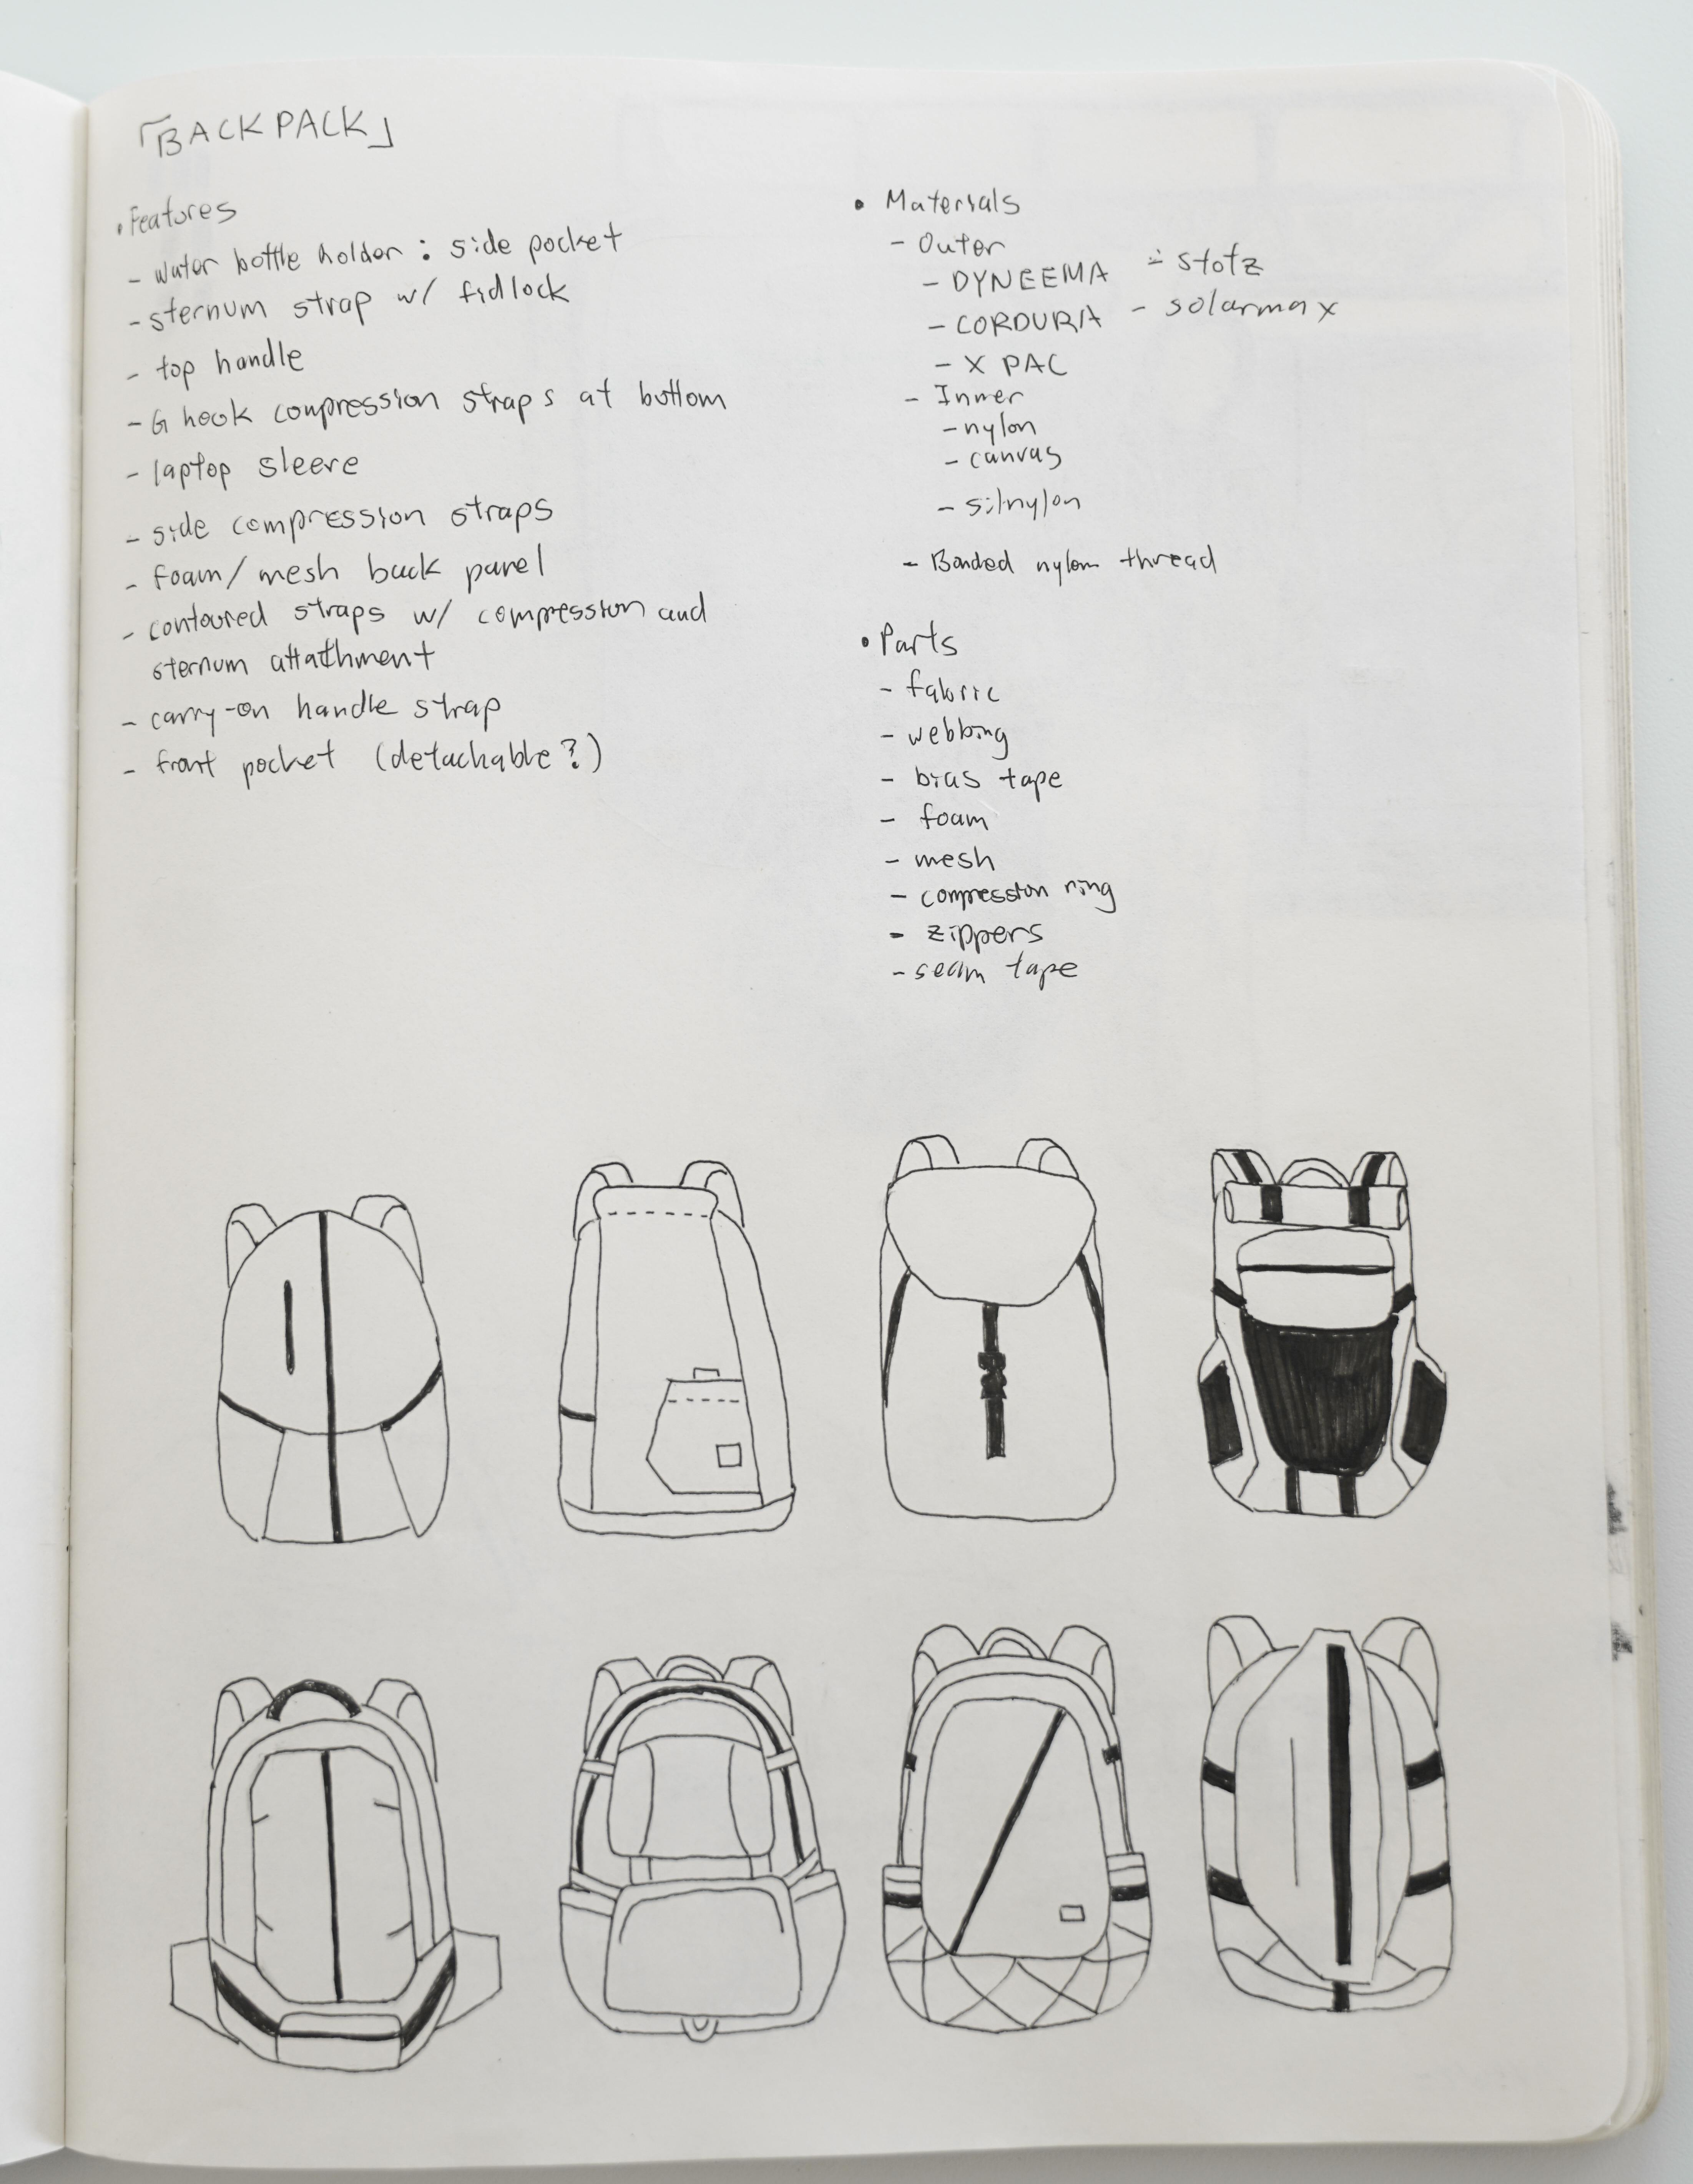 「BACKPACK」
• Features
- water bottle holder : side pocket
- sternum strap w/ fidlock
- top handle
- G hook compression straps at bottom
- laptop sleeve
- side compression straps
- foam/mesh back panel
- contoured straps w/ compression and
sternum attathment
- carry-on handle strap
- front pocket (detachable?)
• Materials
- Outer
- DYNEEMA - stotz
- CORDURA - solarmax
- X PAC
- Inner
- nylon
- canvas
- silnylon
- Bonded nylon thread
• Parts
- fabric
- webbing
- bias tape
- foam
- mesh
- compression ring
- zippers
- seam tape